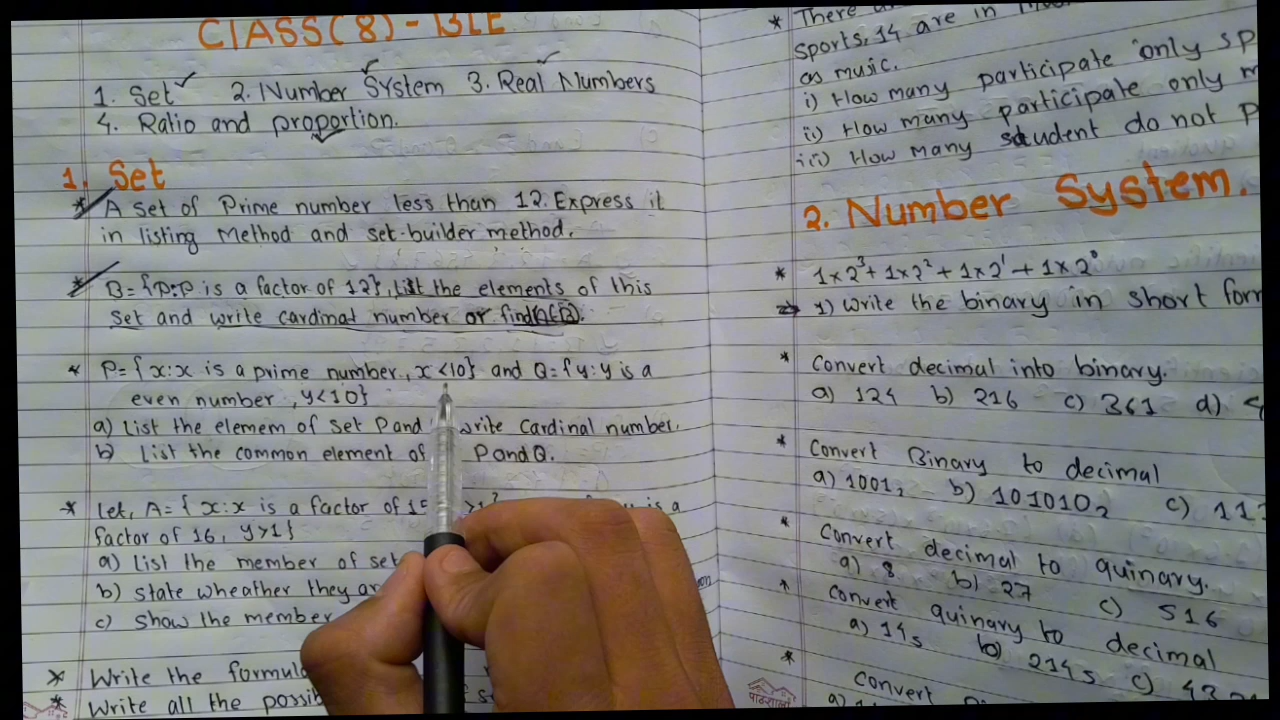 CLASS(8) - BLE
1. Set 2. Number System 3. Real Numbers
4. Ratio and proportion.
1. Set
* A set of Prime number less than 12. Express it
in listing Method and set-builder method.
* B={P:P is a factor of 12}, List the elements of this
set and write cardinal number or find n(B).
* P={x:x is a prime number, x<10} and Q={y:y is a
even number, y<10}
a) List the elemem of set P and write cardinal number.
b) List the common element of P and Q.
* Let, A={x:x is a factor of 15 is a
factor of 16, y>1}
a) list the member of set
b) state wheather they
c) show the member
* Write the formula
* Write all the
* There
sports, 14 are in
as music.
i) How many participate only
ii) How many participate only
iii) How many student do not
2. Number System.
* 1×2³+1×2²+1×2¹+1×2⁰
1) Write the binary in short
* Convert decimal into binary.
a) 124 b) 216 c) 361 d)
* Convert Binary to decimal
a) 1001₂ b) 101010₂ c)
* Convert decimal to quinary.
a) 8 b) 27 c) 516
* Convert quinary to decimal
a) 14₅ b) 214₅ c)
* Convert
पाठशाला